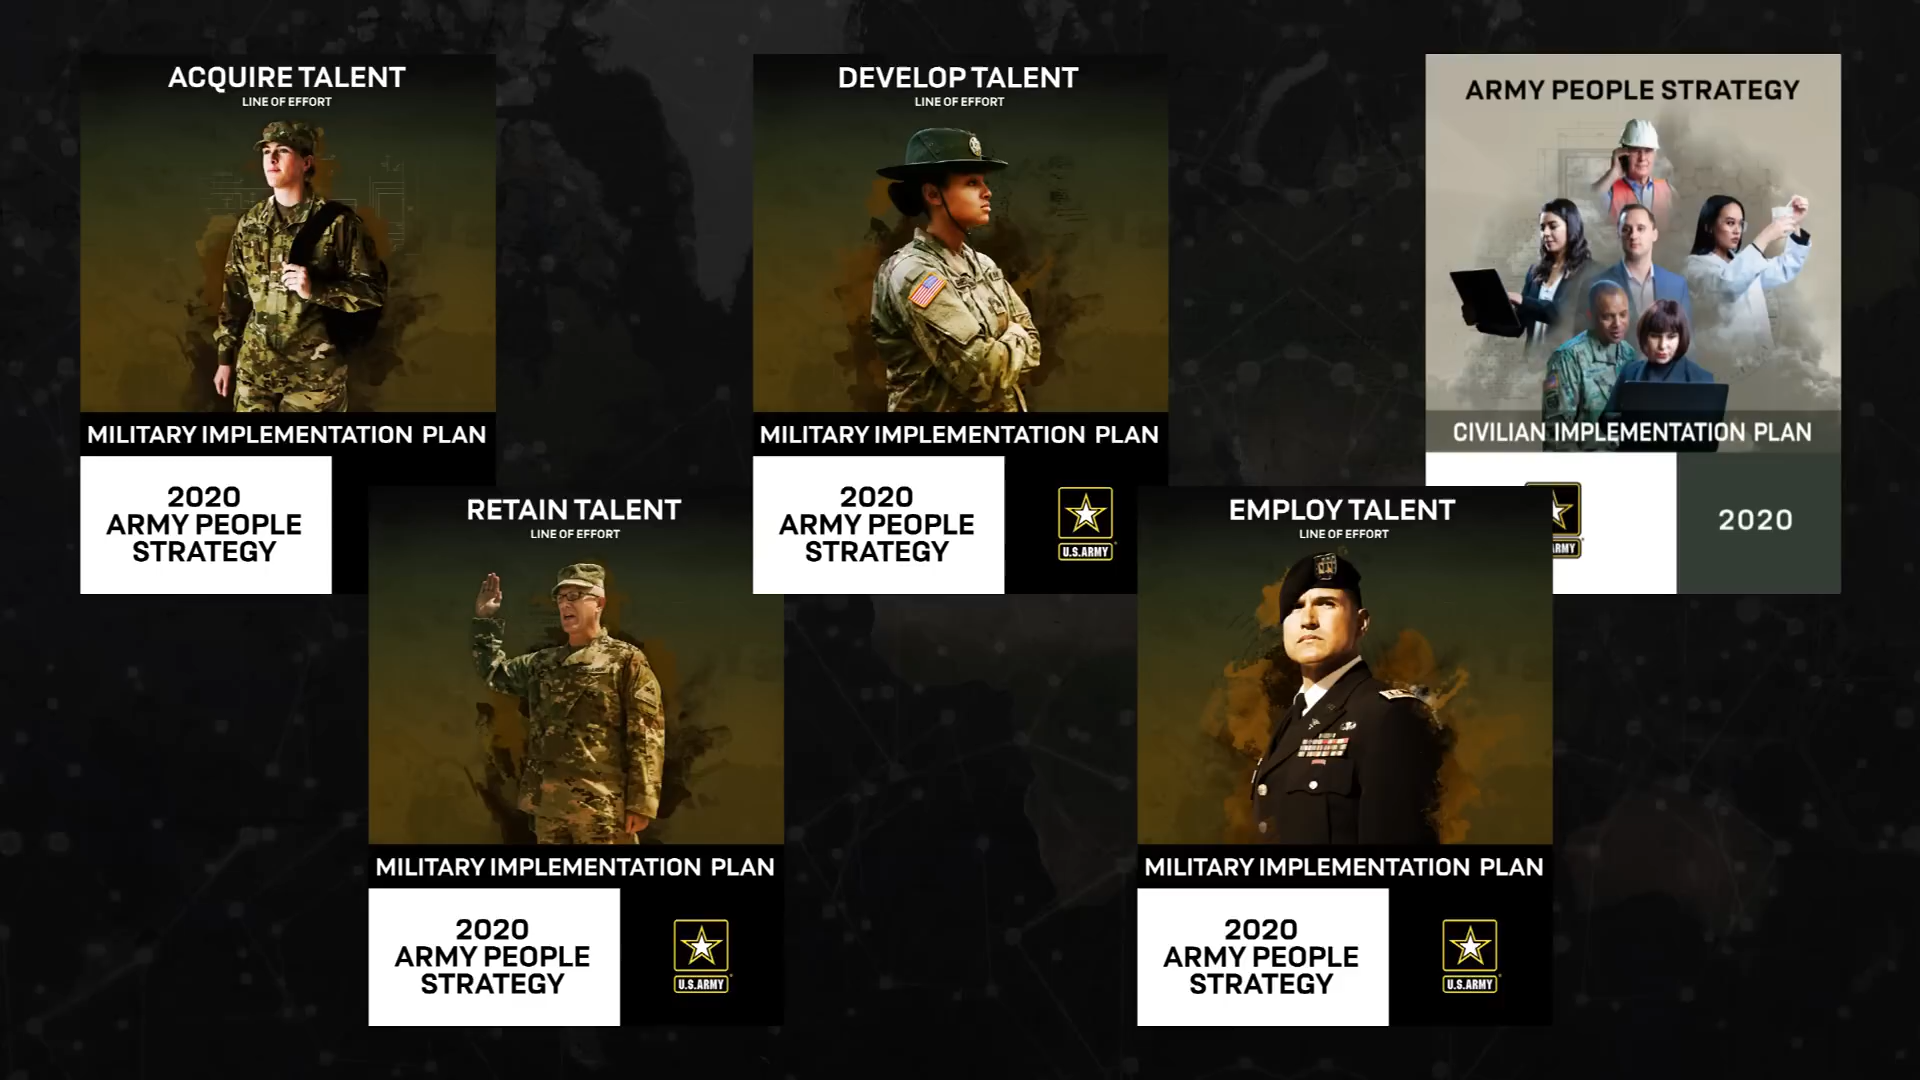 ACQUIRE TALENT
LINE OF EFFORT
MILITARY IMPLEMENTATION PLAN
2020
ARMY PEOPLE
STRATEGY
DEVELOP TALENT
LINE OF EFFORT
MILITARY IMPLEMENTATION PLAN
2020
ARMY PEOPLE
STRATEGY
U.S.ARMY
ARMY PEOPLE STRATEGY
CIVILIAN IMPLEMENTATION PLAN
ARMY
2020
RETAIN TALENT
LINE OF EFFORT
MILITARY IMPLEMENTATION PLAN
2020
ARMY PEOPLE
STRATEGY
U.S.ARMY
EMPLOY TALENT
LINE OF EFFORT
MILITARY IMPLEMENTATION PLAN
2020
ARMY PEOPLE
STRATEGY
U.S.ARMY